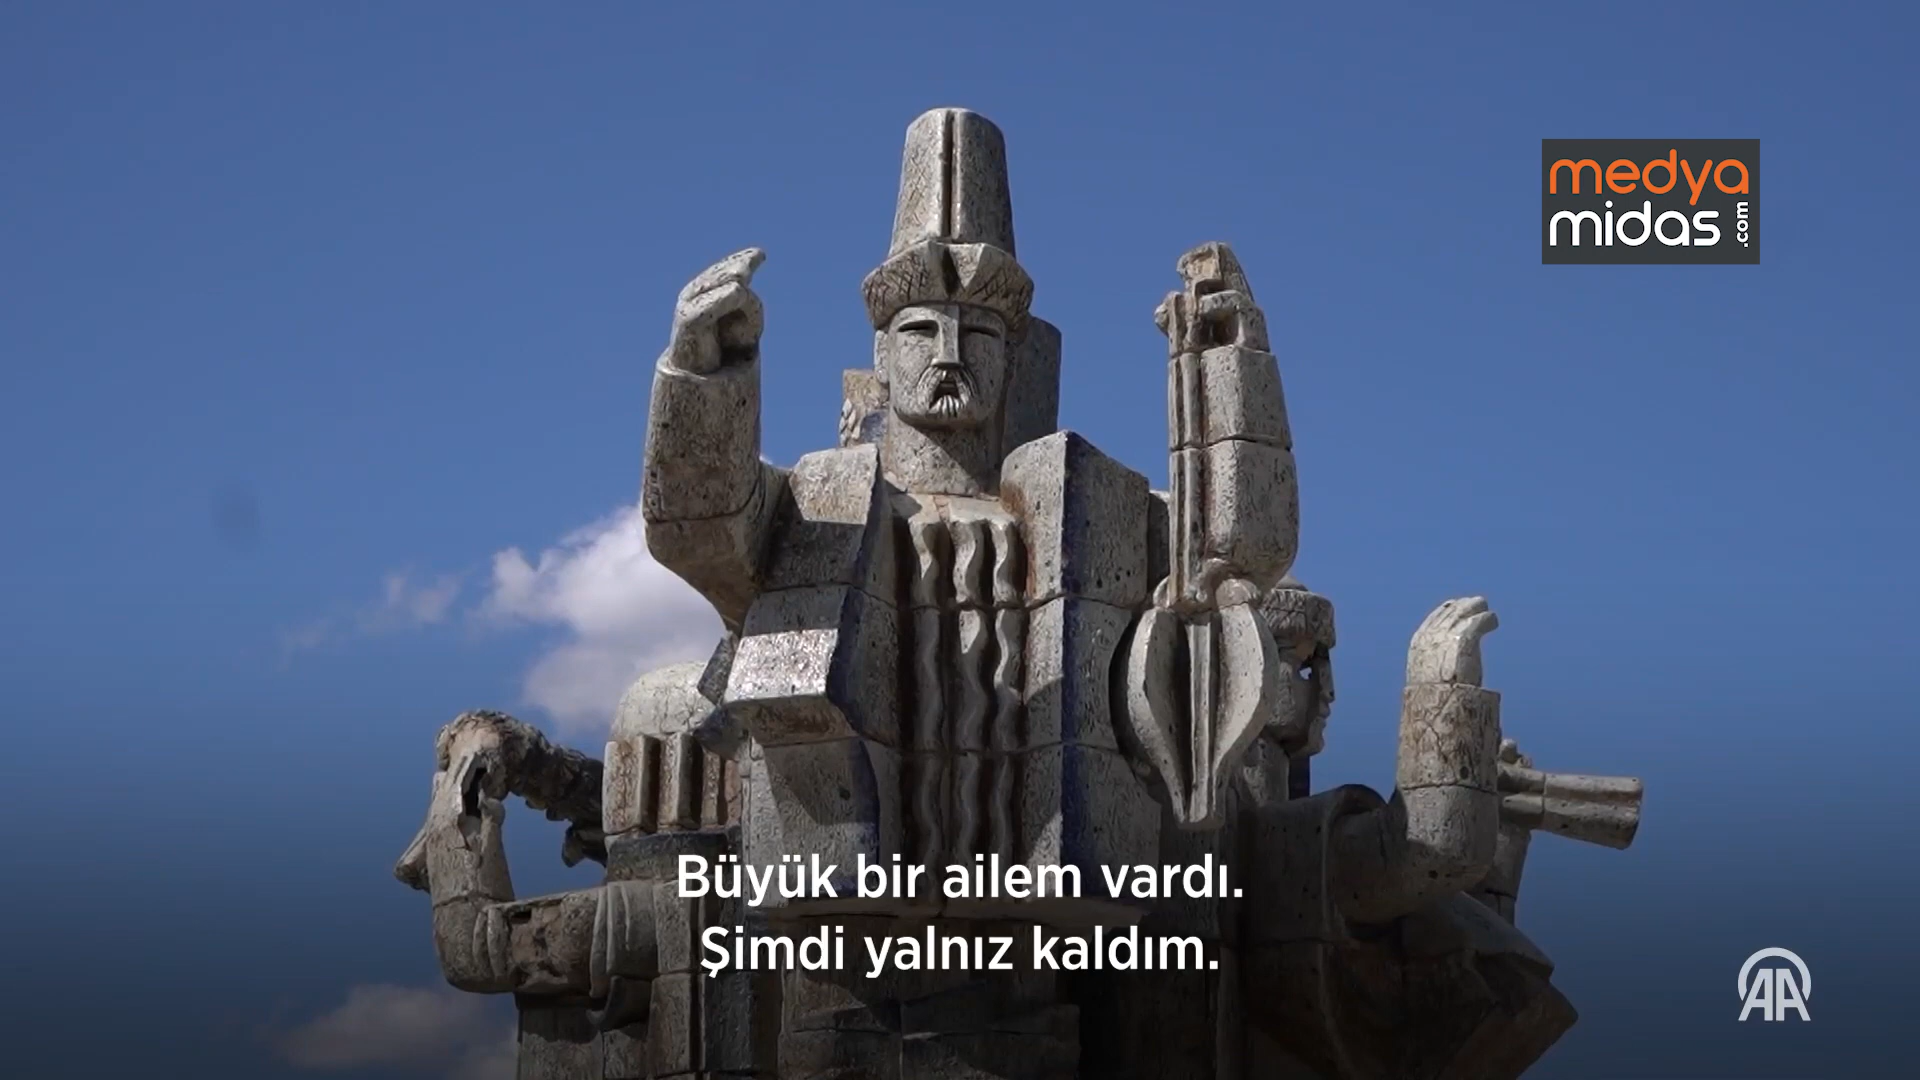 medya
midas
.com
Büyük bir ailem vardı.
Şimdi yalnız kaldım.
AA